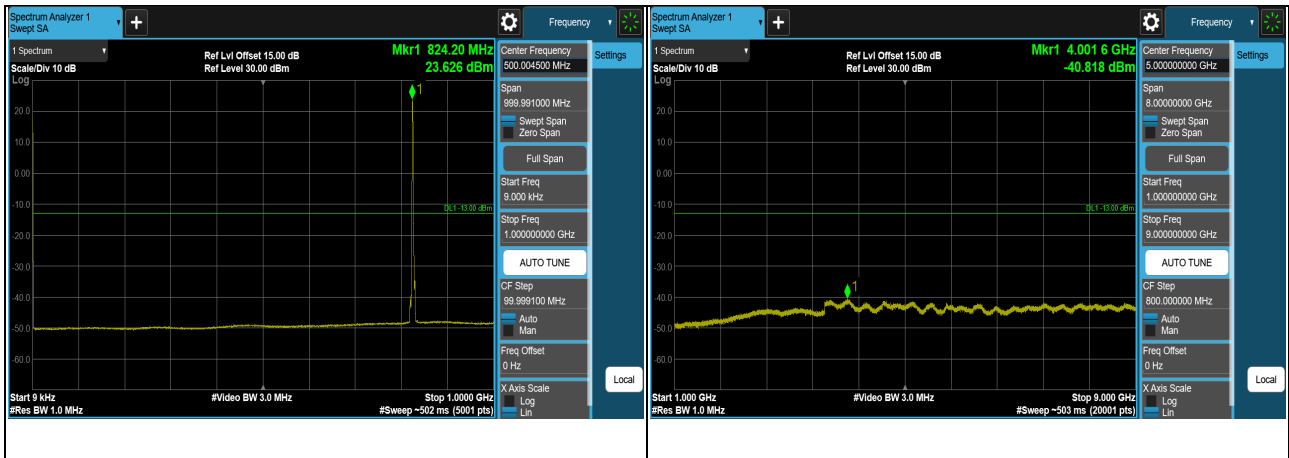 Spectrum Analyzer 1
Swept SA
Frequency
1 Spectrum
Scale/Div 10 dB
Log
Ref Lvl Offset 15.00 dB
Ref Level 30.00 dBm
Mkr1 824.20 MHz
23.626 dBm
1
20.0
10.0
0.00
-10.0
-20.0
-30.0
-40.0
-50.0
-60.0
DL1 -13.00 dBm
Start 9 kHz
#Res BW 1.0 MHz
#Video BW 3.0 MHz
Stop 1.0000 GHz
#Sweep ~502 ms (5001 pts)
Center Frequency
500.004500 MHz
Settings
Span
999.991000 MHz
Swept Span
Zero Span
Full Span
Start Freq
9.000 kHz
Stop Freq
1.000000000 GHz
AUTO TUNE
CF Step
99.999100 MHz
Auto
Man
Freq Offset
0 Hz
Local
X Axis Scale
Log
Lin
Spectrum Analyzer 1
Swept SA
Frequency
1 Spectrum
Scale/Div 10 dB
Log
Ref Lvl Offset 15.00 dB
Ref Level 30.00 dBm
Mkr1 4.001 6 GHz
-40.818 dBm
1
20.0
10.0
0.00
-10.0
-20.0
-30.0
-40.0
-50.0
-60.0
DL1 -13.00 dBm
Start 1.000 GHz
#Res BW 1.0 MHz
#Video BW 3.0 MHz
Stop 9.000 GHz
#Sweep ~503 ms (20001 pts)
Center Frequency
5.000000000 GHz
Settings
Span
8.00000000 GHz
Swept Span
Zero Span
Full Span
Start Freq
1.000000000 GHz
Stop Freq
9.000000000 GHz
AUTO TUNE
CF Step
800.000000 MHz
Auto
Man
Freq Offset
0 Hz
Local
X Axis Scale
Log
Lin